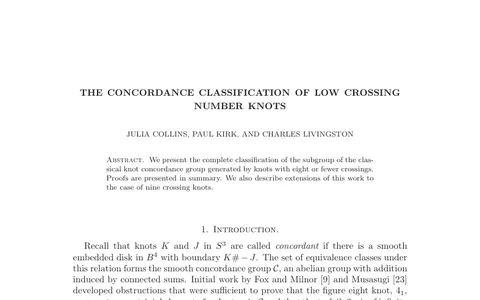 THE CONCORDANCE CLASSIFICATION OF LOW CROSSING
NUMBER KNOTS
JULIA COLLINS, PAUL KIRK, AND CHARLES LIVINGSTON
Abstract. We present the complete classification of the subgroup of the clas-
sical knot concordance group generated by knots with eight or fewer crossings.
Proofs are presented in summary. We also describe extensions of this work to
the case of nine crossing knots.
1. Introduction.
Recall that knots K and J in S³ are called concordant if there is a smooth
embedded disk in B⁴ with boundary K# − J. The set of equivalence classes under
this relation forms the smooth concordance group C, an abelian group with addition
induced by connected sums. Initial work by Fox and Milnor [9] and Musasugi [23]
developed obstructions that were sufficient to prove that the figure eight knot, 4₁,